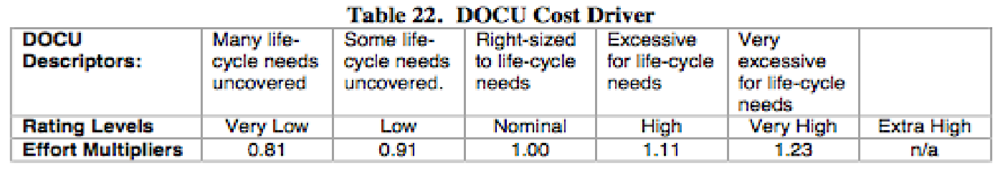 Table 22. DOCU Cost Driver
DOCU Many life- Some life- Right-sized Excessive Very
Descriptors: cycle needs cycle needs to life-cycle for life-cycle excessive
uncovered uncovered. needs needs for life-cycle
needs
Rating Levels Very Low Low Nominal High Very High Extra High
Effort Multipliers 0.81 0.91 1.00 1.11 1.23 n/a